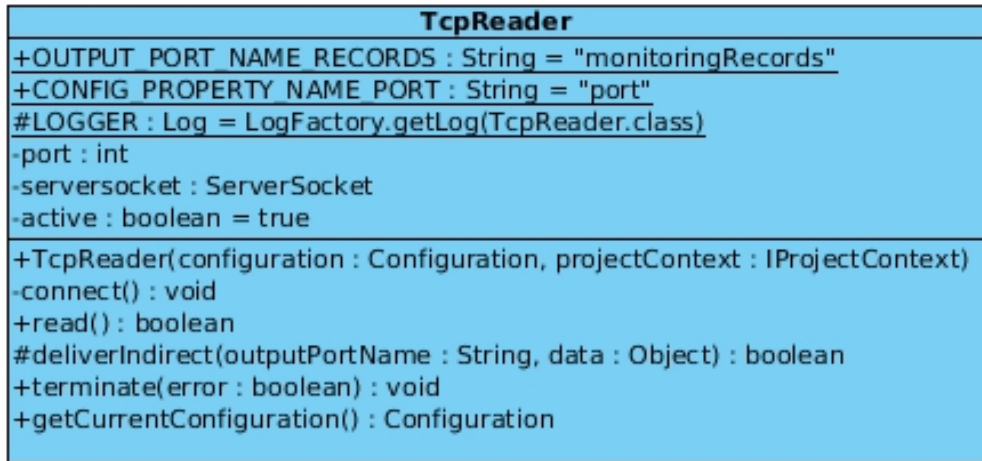 TcpReader
+OUTPUT_PORT_NAME_RECORDS : String = "monitoringRecords"
+CONFIG_PROPERTY_NAME_PORT : String = "port"
#LOGGER : Log = LogFactory.getLog(TcpReader.class)
-port : int
-serversocket : ServerSocket
-active : boolean = true
+TcpReader(configuration : Configuration, projectContext : IProjectContext)
-connect() : void
+read() : boolean
#deliverIndirect(outputPortName : String, data : Object) : boolean
+terminate(error : boolean) : void
+getCurrentConfiguration() : Configuration